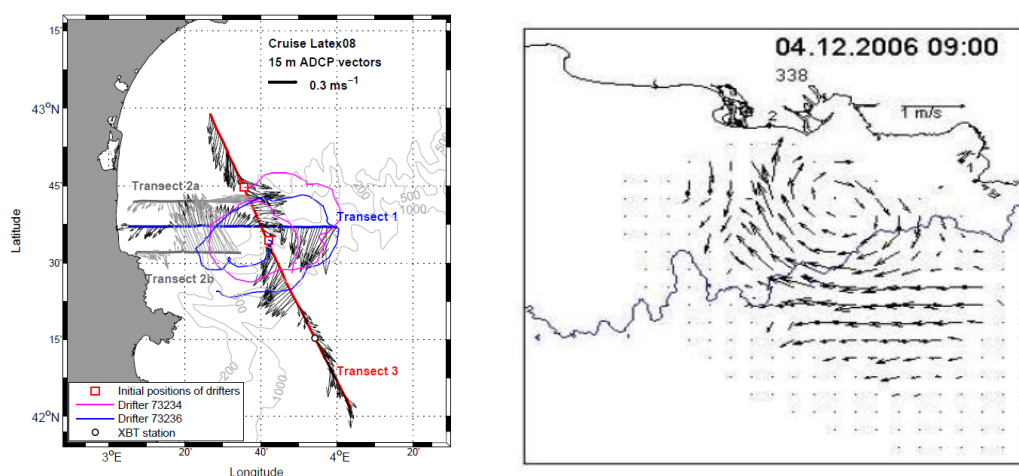 15'
43°N
45'
30'
15'
42°N
Latitude
Cruise Latex08
15 m ADCP vectors
0.3 ms⁻¹
500
500
1000
Transect 2a
Transect 1
Transect 2b
200
1000
Transect 3
Initial positions of drifters
Drifter 73234
Drifter 73236
XBT station
3°E
20'
40'
4°E
20'
Longitude
04.12.2006 09:00
338
2
1 m/s
1